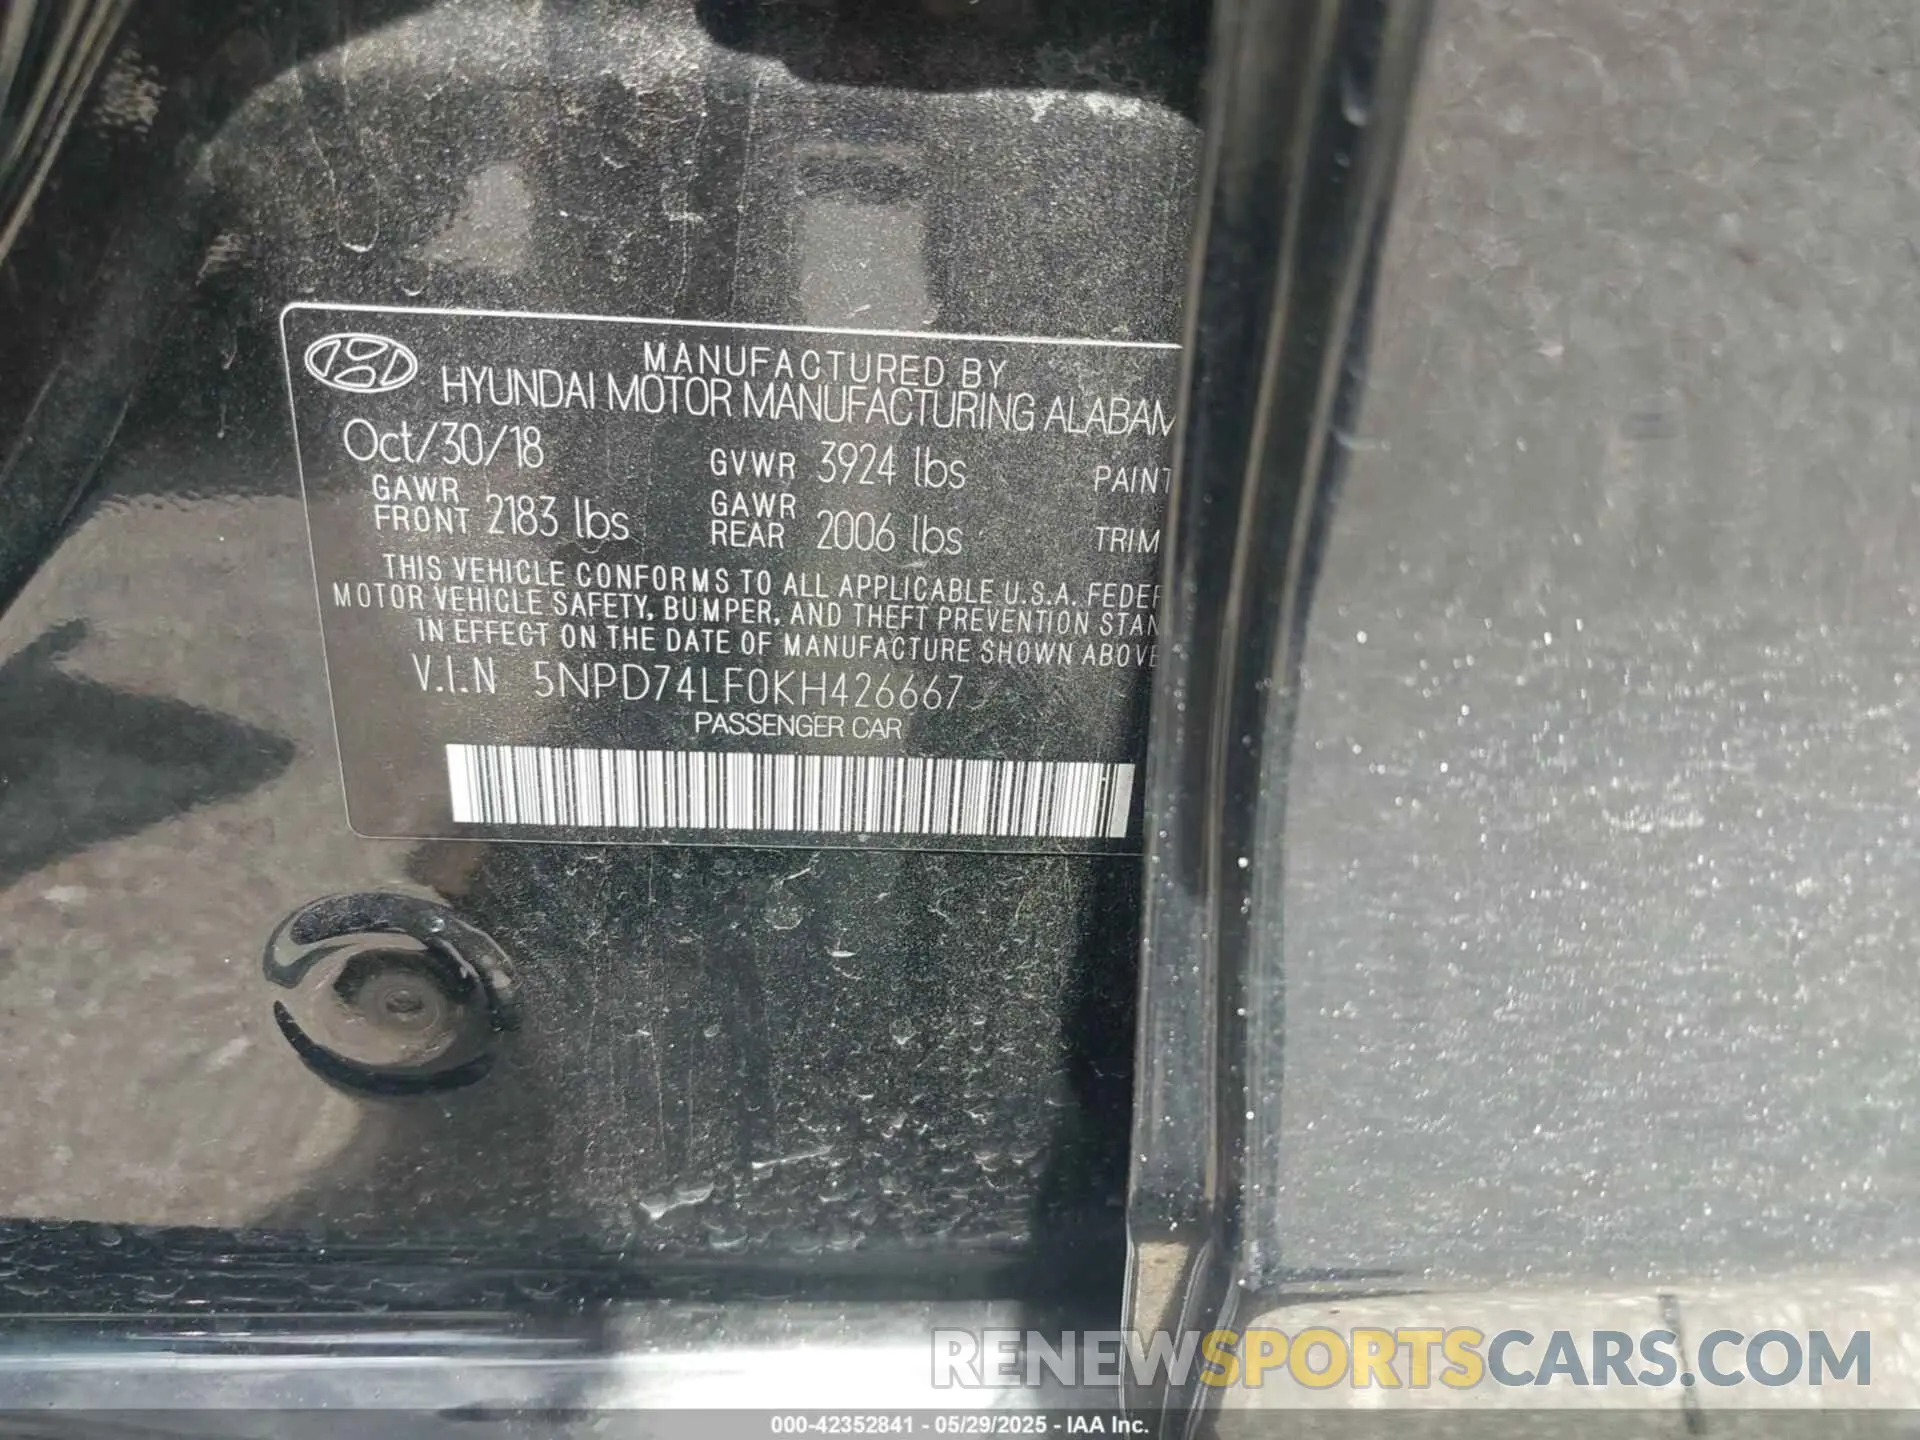 MANUFACTURED BY
HYUNDAI MOTOR MANUFACTURING ALABAM
Oct/30/18 GVWR 3924 lbs PAINT
GAWR FRONT 2183 lbs GAWR REAR 2006 lbs TRIM
THIS VEHICLE CONFORMS TO ALL APPLICABLE U.S.A. FEDER
MOTOR VEHICLE SAFETY, BUMPER, AND THEFT PREVENTION STAN
IN EFFECT ON THE DATE OF MANUFACTURE SHOWN ABOVE
V.I.N 5NPD74LF0KH426667
PASSENGER CAR
RENEWSPORTSCARS.COM
000-42352841 - 05/29/2025 - IAA Inc.